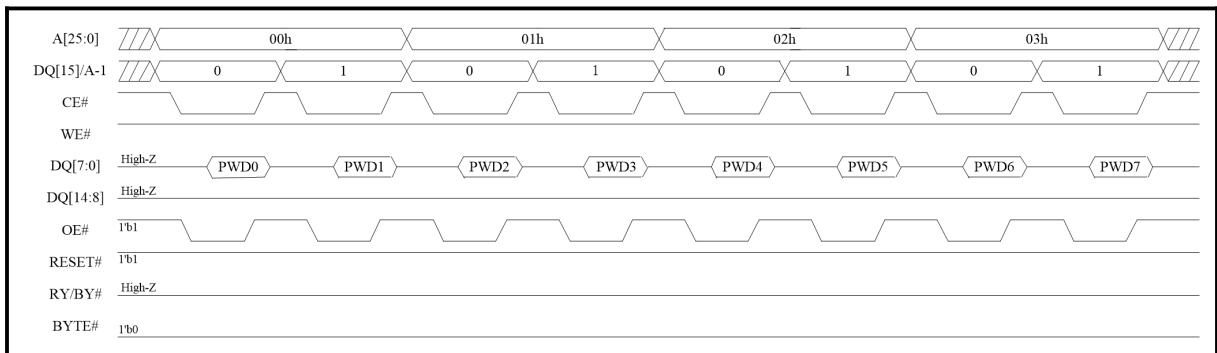 A[25:0] 00h 01h 02h 03h
DQ[15]/A-1 0 1 0 1 0 1 0 1
CE#
WE#
DQ[7:0] High-Z PWD0 PWD1 PWD2 PWD3 PWD4 PWD5 PWD6 PWD7
DQ[14:8] High-Z
OE# 1'b1
RESET# 1'b1
RY/BY# High-Z
BYTE# 1'b0